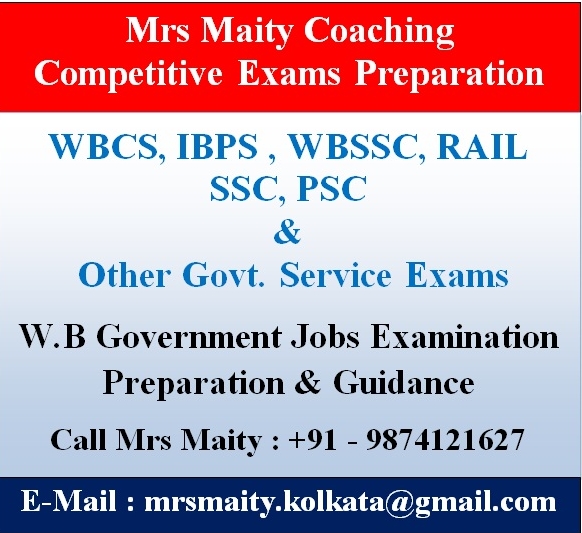 Mrs Maity Coaching
Competitive Exams Preparation
WBCS, IBPS , WBSSC, RAIL
SSC, PSC
&
Other Govt. Service Exams
W.B Government Jobs Examination
Preparation & Guidance
Call Mrs Maity : +91 - 9874121627
E-Mail : mrsmaity.kolkata@gmail.com